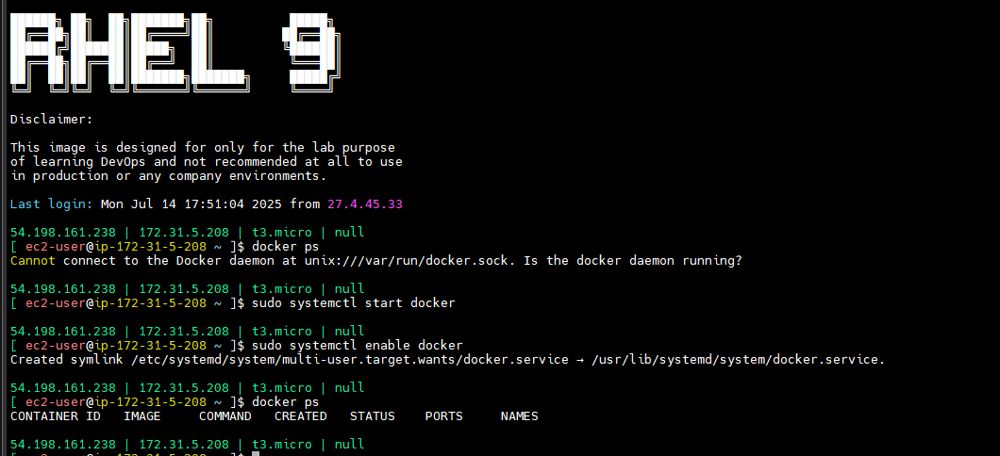 RHEL 9
Disclaimer:
This image is designed for only for the lab purpose
of learning DevOps and not recommended at all to use
in production or any company environments.
Last login: Mon Jul 14 17:51:04 2025 from 27.4.45.33
54.198.161.238 | 172.31.5.208 | t3.micro | null
[ ec2-user@ip-172-31-5-208 ~ ]$ docker ps
Cannot connect to the Docker daemon at unix:///var/run/docker.sock. Is the docker daemon running?
54.198.161.238 | 172.31.5.208 | t3.micro | null
[ ec2-user@ip-172-31-5-208 ~ ]$ sudo systemctl start docker
54.198.161.238 | 172.31.5.208 | t3.micro | null
[ ec2-user@ip-172-31-5-208 ~ ]$ sudo systemctl enable docker
Created symlink /etc/systemd/system/multi-user.target.wants/docker.service → /usr/lib/systemd/system/docker.service.
54.198.161.238 | 172.31.5.208 | t3.micro | null
[ ec2-user@ip-172-31-5-208 ~ ]$ docker ps
CONTAINER ID   IMAGE     COMMAND   CREATED   STATUS    PORTS     NAMES
54.198.161.238 | 172.31.5.208 | t3.micro | null